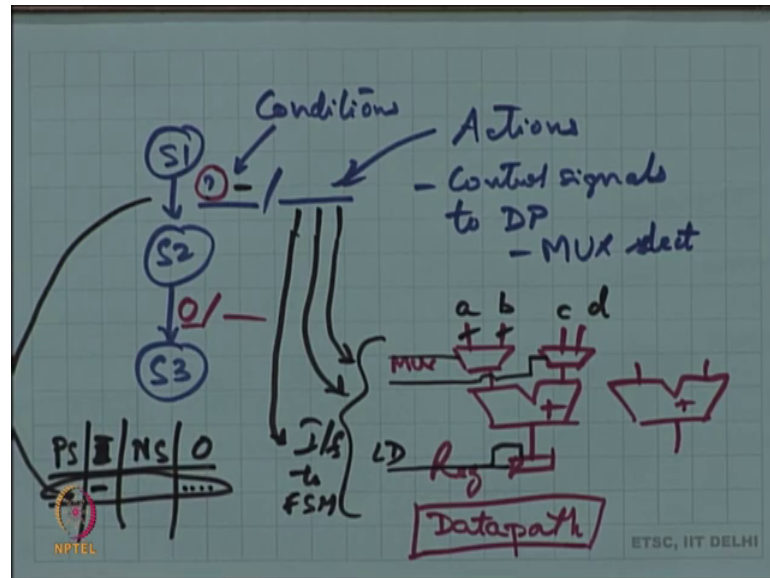 Conditions
Actions
- Control signals
to DP
- MUX select
S1
-/
S2
0/ —
S3
a b c d
+ +
MUX
+
+
I/f
to
FSM
LD
Reg
Datapath
PS I NS O
- ....
NPTEL
ETSC, IIT DELHI